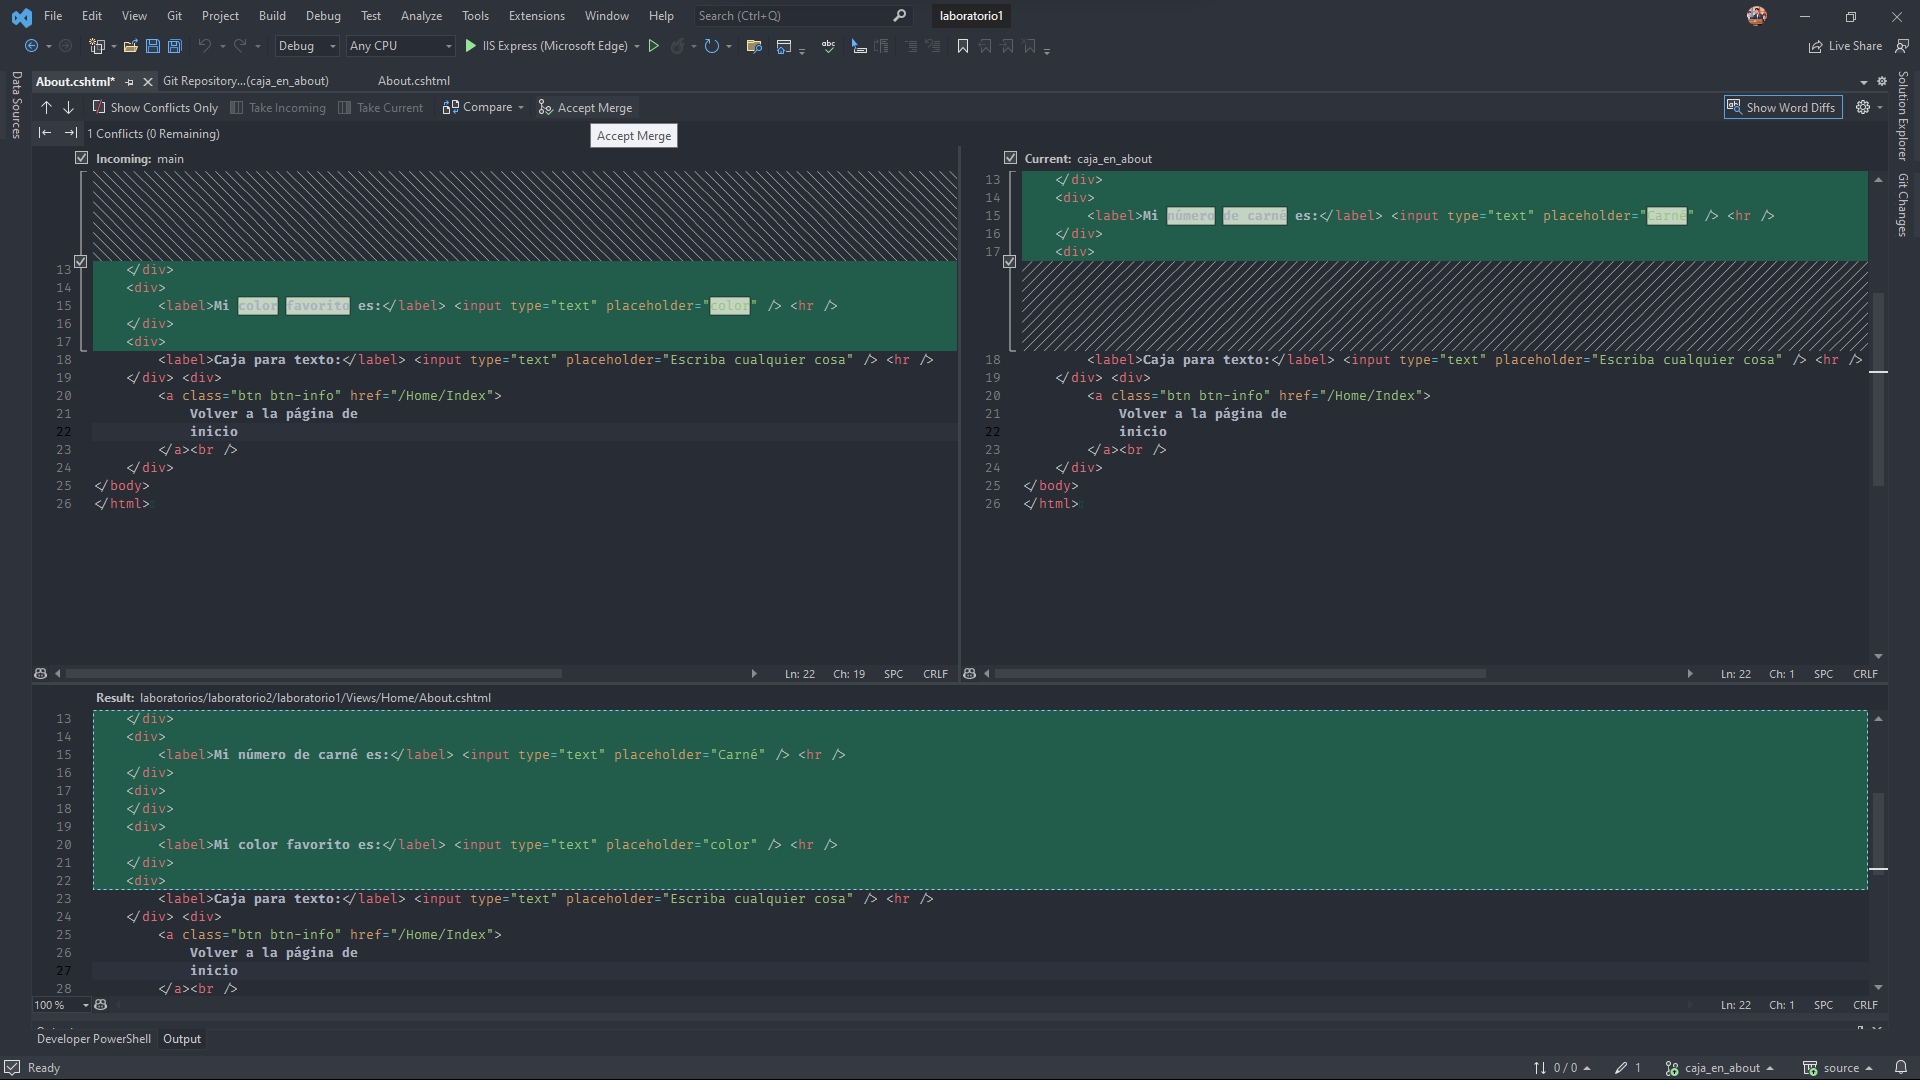 File Edit View Git Project Build Debug Test Analyze Tools Extensions Window Help Search (Ctrl+Q) laboratorio1
Debug Any CPU IIS Express (Microsoft Edge) Live Share
Data Sources
About.cshtml* Git Repository...(caja_en_about) About.cshtml
Show Conflicts Only Take Incoming Take Current Compare Accept Merge Show Word Diffs
1 Conflicts (0 Remaining)
Accept Merge
Incoming: main
13 </div>
14 <div>
15 <label>Mi color favorito es:</label> <input type="text" placeholder="color" /> <hr />
16 </div>
17 <div>
18 <label>Caja para texto:</label> <input type="text" placeholder="Escriba cualquier cosa" /> <hr />
19 </div> <div>
20 <a class="btn btn-info" href="/Home/Index">
21 Volver a la página de
22 inicio
23 </a><br />
24 </div>
25 </body>
26 </html>
Ln: 22 Ch: 19 SPC CRLF
Current: caja_en_about
13 </div>
14 <div>
15 <label>Mi número de carné es:</label> <input type="text" placeholder="Carné" /> <hr />
16 </div>
17 <div>
18 <label>Caja para texto:</label> <input type="text" placeholder="Escriba cualquier cosa" /> <hr />
19 </div> <div>
20 <a class="btn btn-info" href="/Home/Index">
21 Volver a la página de
22 inicio
23 </a><br />
24 </div>
25 </body>
26 </html>
Ln: 22 Ch: 1 SPC CRLF
Solution Explorer
Git Changes
Result: laboratorios/laboratorio2/laboratorio1/Views/Home/About.cshtml
13 </div>
14 <div>
15 <label>Mi número de carné es:</label> <input type="text" placeholder="Carné" /> <hr />
16 </div>
17 <div>
18 </div>
19 <div>
20 <label>Mi color favorito es:</label> <input type="text" placeholder="color" /> <hr />
21 </div>
22 <div>
23 <label>Caja para texto:</label> <input type="text" placeholder="Escriba cualquier cosa" /> <hr />
24 </div> <div>
25 <a class="btn btn-info" href="/Home/Index">
26 Volver a la página de
27 inicio
28 </a><br />
100 % Ln: 22 Ch: 1 SPC CRLF
Developer PowerShell Output
Ready 0 / 0 1 caja_en_about source